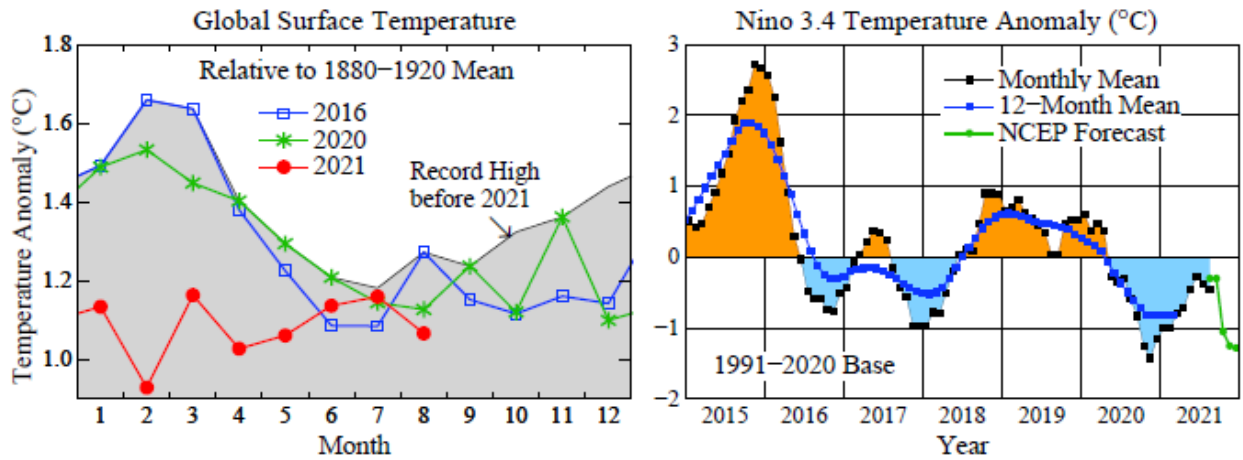 Global Surface Temperature
Relative to 1880−1920 Mean
2016
2020
2021
Record High
before 2021
1.8
1.6
1.4
1.2
1.0
Temperature Anomaly (°C)
1 2 3 4 5 6 7 8 9 10 11 12
Month
Nino 3.4 Temperature Anomaly (°C)
Monthly Mean
12−Month Mean
NCEP Forecast
3
2
1
0
−1
−2
1991−2020 Base
2015 2016 2017 2018 2019 2020 2021
Year